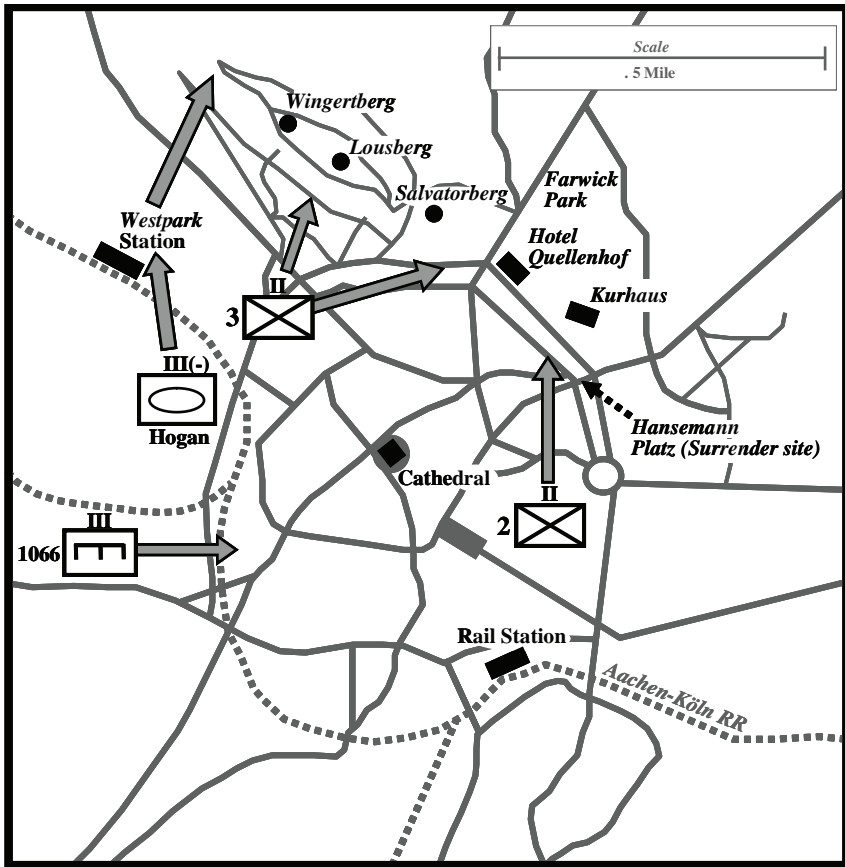 Scale
. 5 Mile
Wingertberg
Lousberg
Salvatorberg
Farwick
Park
Westpark
Station
Hotel
Quellenhof
Kurhaus
II
3
III(-)
Hogan
Hansemann
Platz (Surrender site)
Cathedral
II
2
III
1066
Rail Station
Aachen-Köln RR